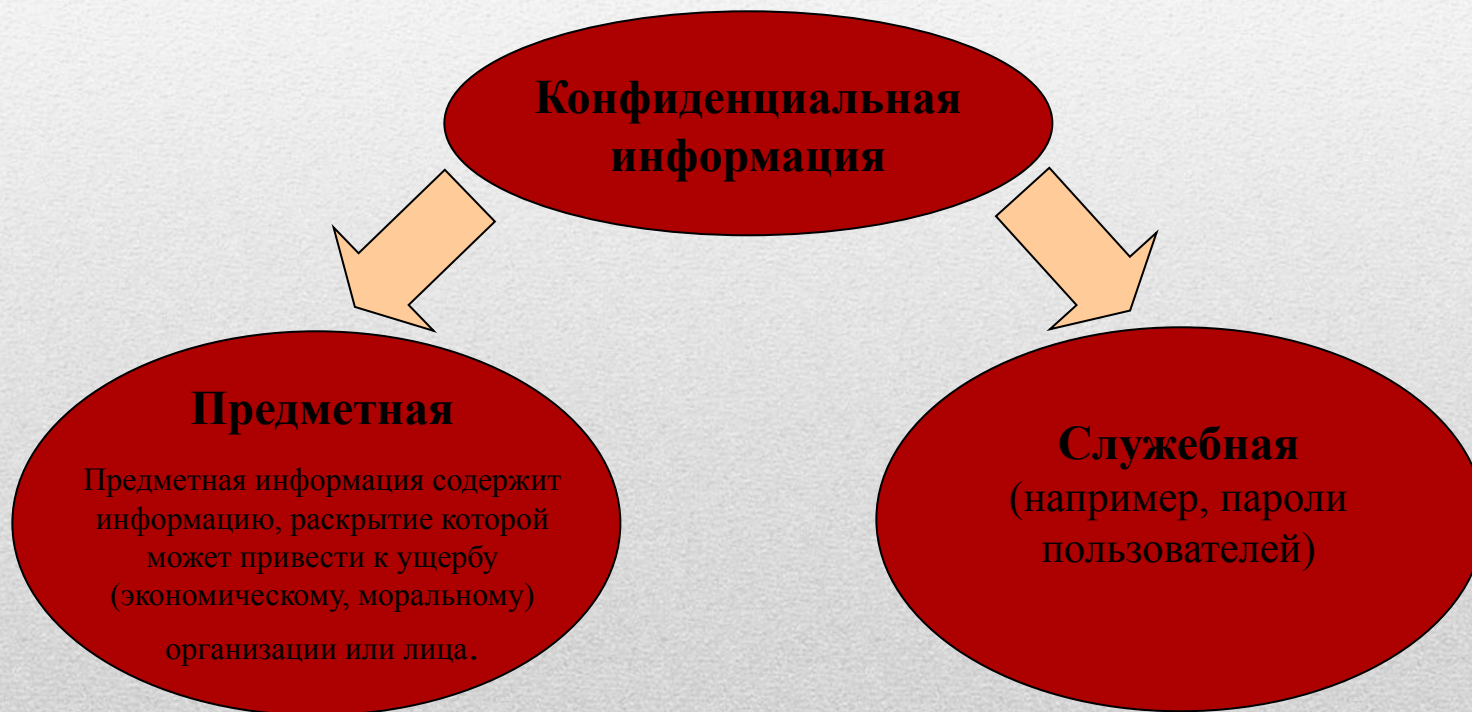 Конфиденциальная
информация
Предметная
Предметная информация содержит
информацию, раскрытие которой
может привести к ущербу
(экономическому, моральному)
организации или лица.
Служебная
(например, пароли
пользователей)